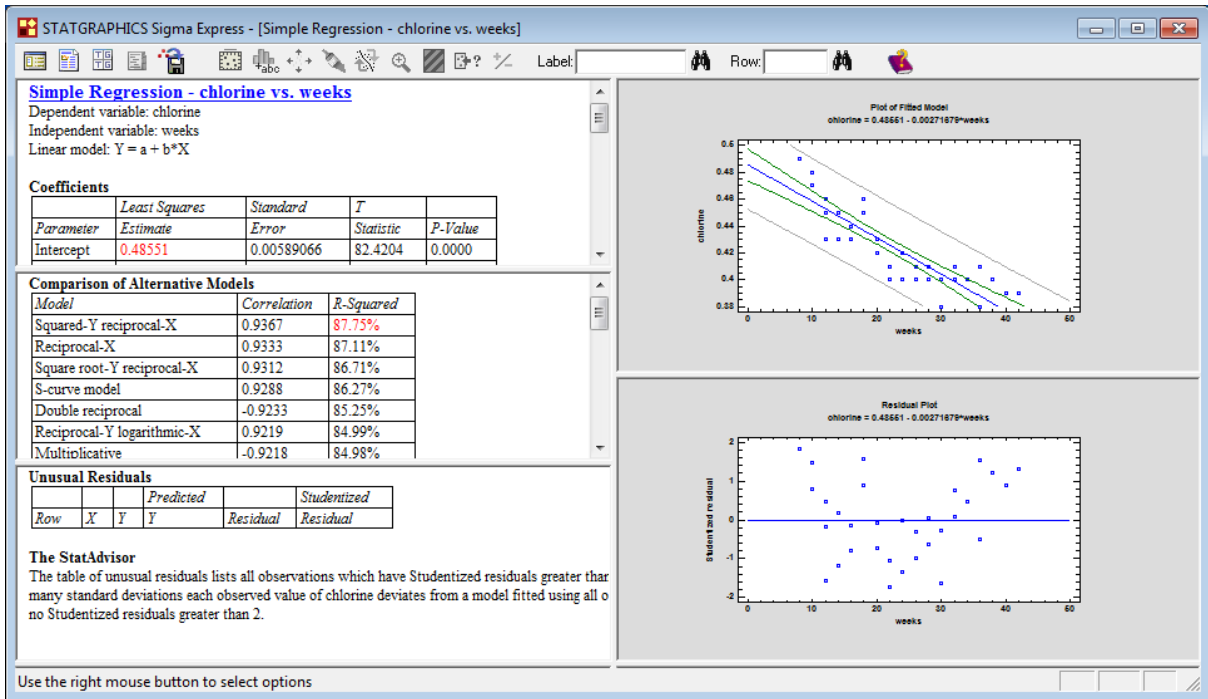 STATGRAPHICS Sigma Express - [Simple Regression - chlorine vs. weeks]
Label: Row:
Simple Regression - chlorine vs. weeks
Dependent variable: chlorine
Independent variable: weeks
Linear model: Y = a + b*X
Coefficients
Least Squares Standard T
Parameter Estimate Error Statistic P-Value
Intercept 0.48551 0.00589066 82.4204 0.0000
Comparison of Alternative Models
Model Correlation R-Squared
Squared-Y reciprocal-X 0.9367 87.75%
Reciprocal-X 0.9333 87.11%
Square root-Y reciprocal-X 0.9312 86.71%
S-curve model 0.9288 86.27%
Double reciprocal -0.9233 85.25%
Reciprocal-Y logarithmic-X 0.9219 84.99%
Multiplicative -0.9218 84.98%
Unusual Residuals
Predicted Studentized
Row X Y Y Residual Residual
The StatAdvisor
The table of unusual residuals lists all observations which have Studentized residuals greater than
many standard deviations each observed value of chlorine deviates from a model fitted using all o
no Studentized residuals greater than 2.
Plot of Fitted Model
chlorine = 0.48551 - 0.00271679*weeks
0.5
0.48
0.46
0.44
0.42
0.4
0.38
chlorine
0 10 20 30 40 50
weeks
Residual Plot
chlorine = 0.48551 - 0.00271679*weeks
2
1
0
-1
-2
Studentized residual
0 10 20 30 40 50
weeks
Use the right mouse button to select options